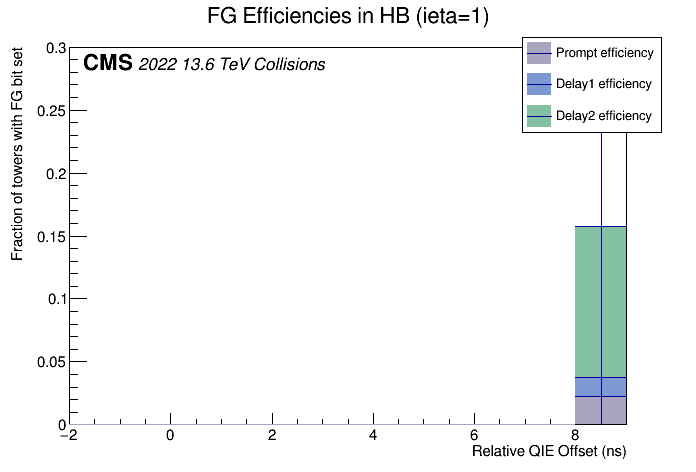 FG Efficiencies in HB (ieta=1)
CMS 2022 13.6 TeV Collisions
Prompt efficiency
Delay1 efficiency
Delay2 efficiency
Fraction of towers with FG bit set
0.3
0.25
0.2
0.15
0.1
0.05
0
−2 0 2 4 6 8
Relative QIE Offset (ns)